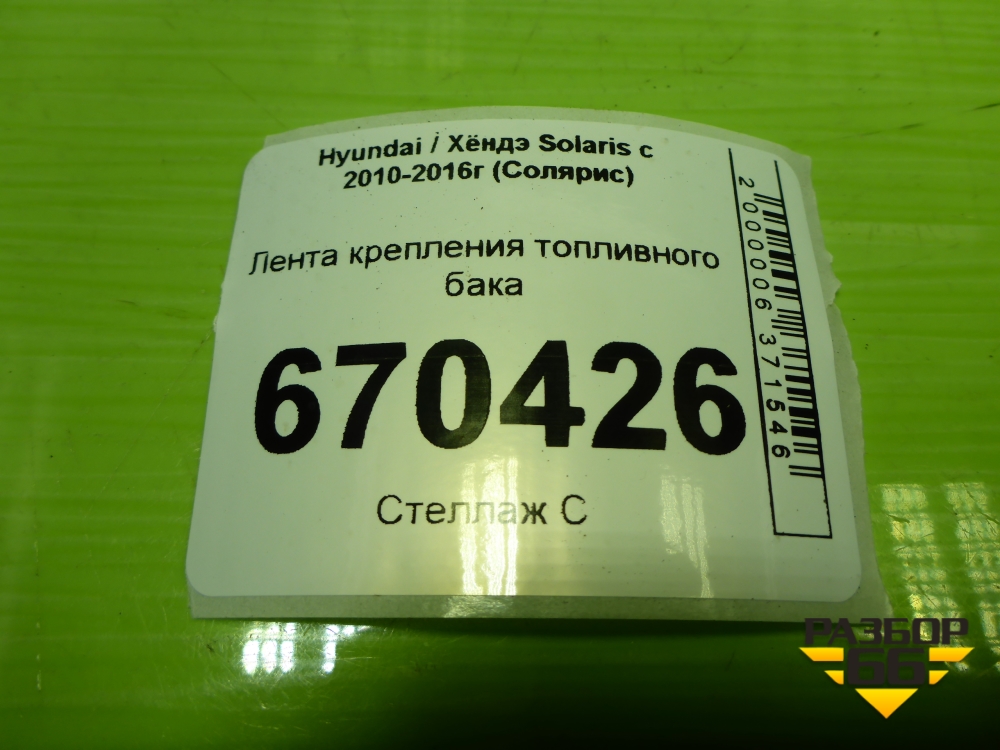 Hyundai / Хёндэ Solaris с
2010-2016г (Солярис)
Лента крепления топливного
бака
670426
Стеллаж С
2000006371546
РАЗБОР
66